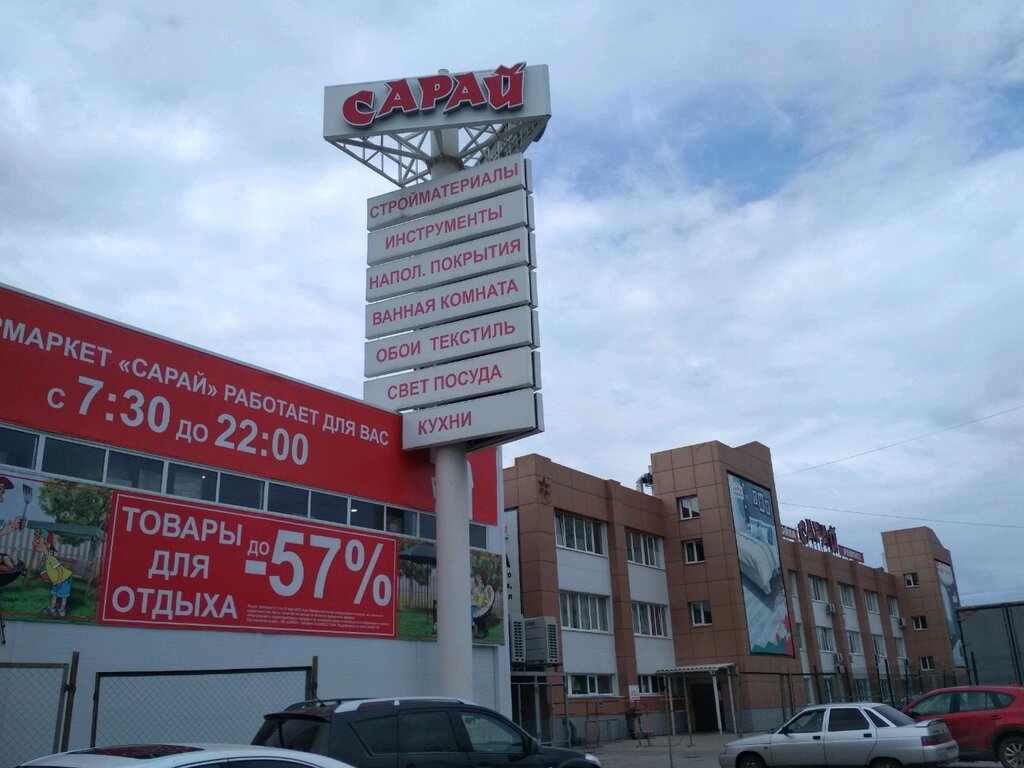 САРАЙ
СТРОЙМАТЕРИАЛЫ
ИНСТРУМЕНТЫ
НАПОЛ. ПОКРЫТИЯ
ВАННАЯ КОМНАТА
ОБОИ ТЕКСТИЛЬ
СВЕТ ПОСУДА
КУХНИ
РМАРКЕТ «САРАЙ» РАБОТАЕТ ДЛЯ ВАС
С 7:30 ДО 22:00
ТОВАРЫ
ДЛЯ
ОТДЫХА
ДО -57%
САРАЙ